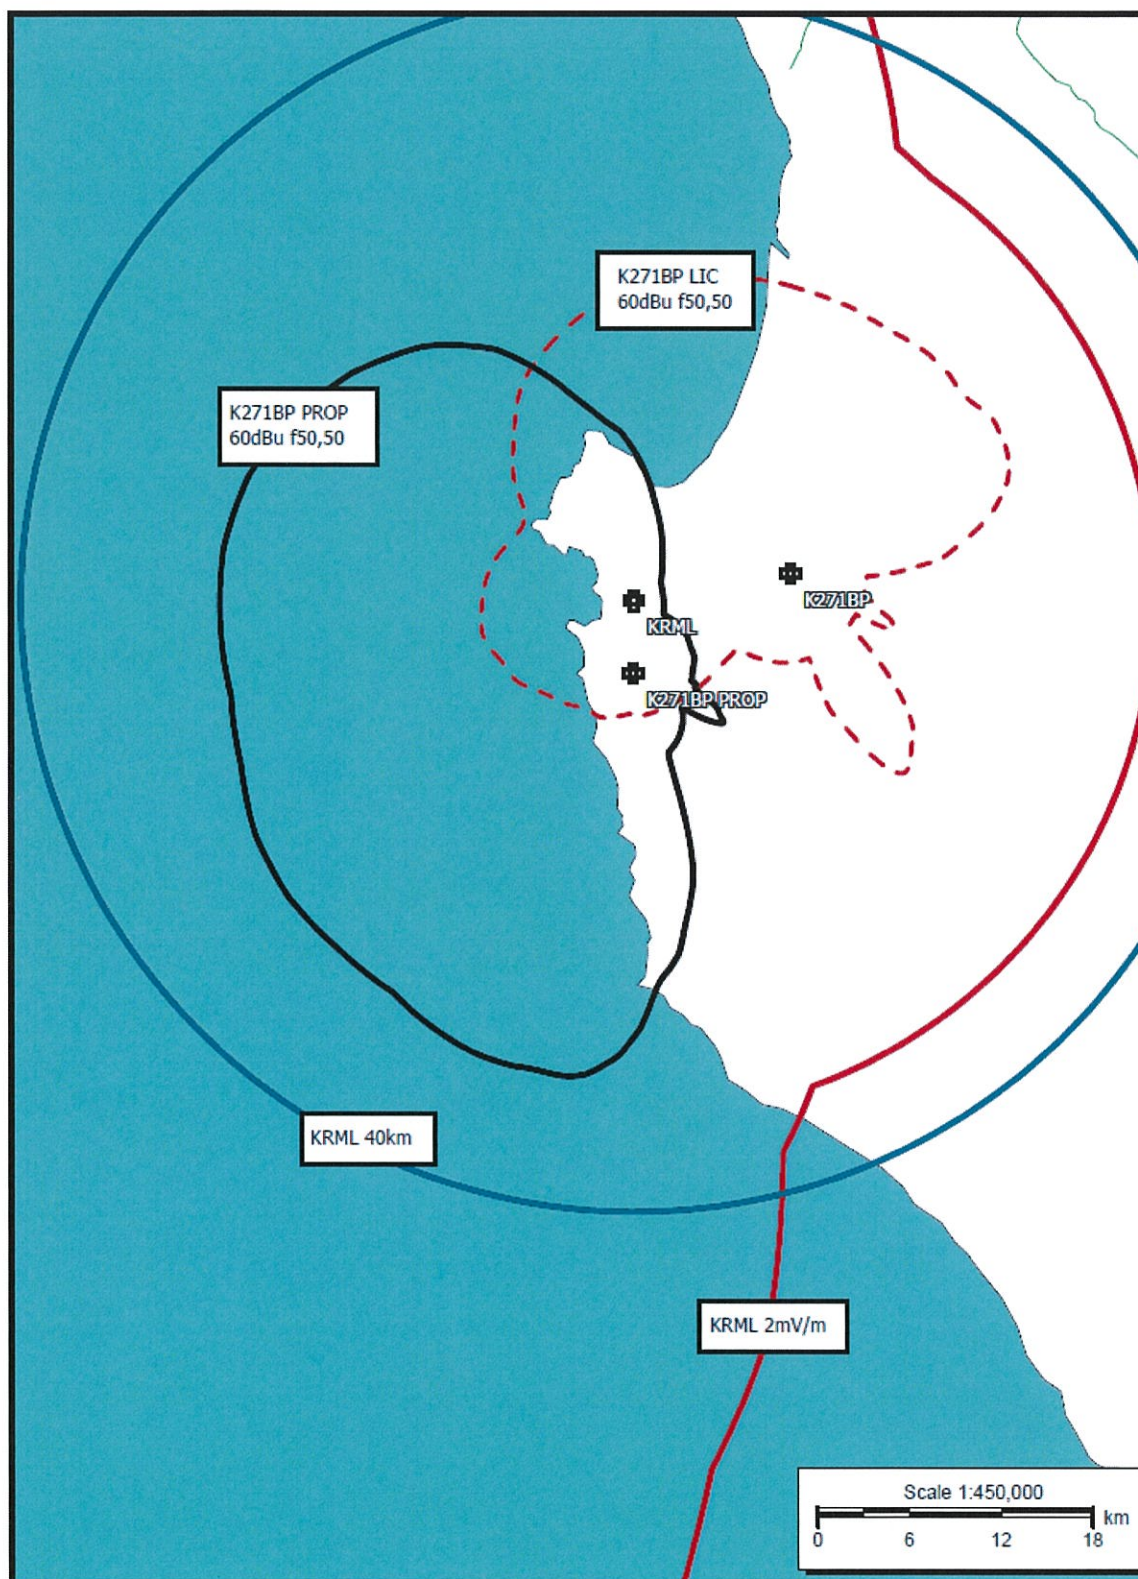 K271BP LIC
60dBu f50,50
K271BP PROP
60dBu f50,50
K271BP
KRML
K271BP PROP
KRML 40km
KRML 2mV/m
Scale 1:450,000
km
0 6 12 18